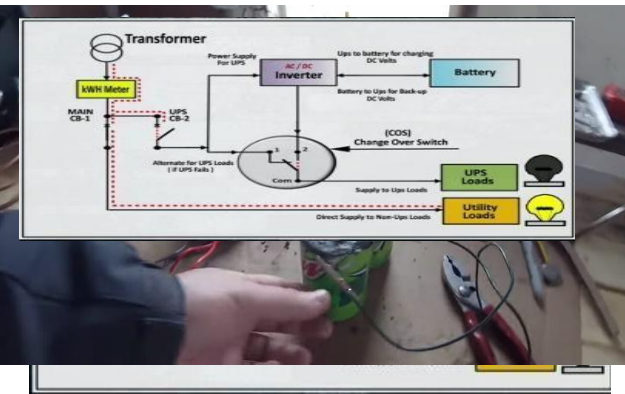 Transformer
Power Supply
For UPS
AC / DC
Inverter
Ups to battery for charging
DC Volts
Battery
Battery to Ups for Back-up
DC Volts
kWH Meter
MAIN
CB-1
UPS
CB-2
(COS)
Change Over Switch
1 2
Com
Alternate for UPS Loads
( if UPS Fails )
UPS
Loads
Supply to Ups Loads
Utility
Loads
Direct Supply to Non-Ups Loads